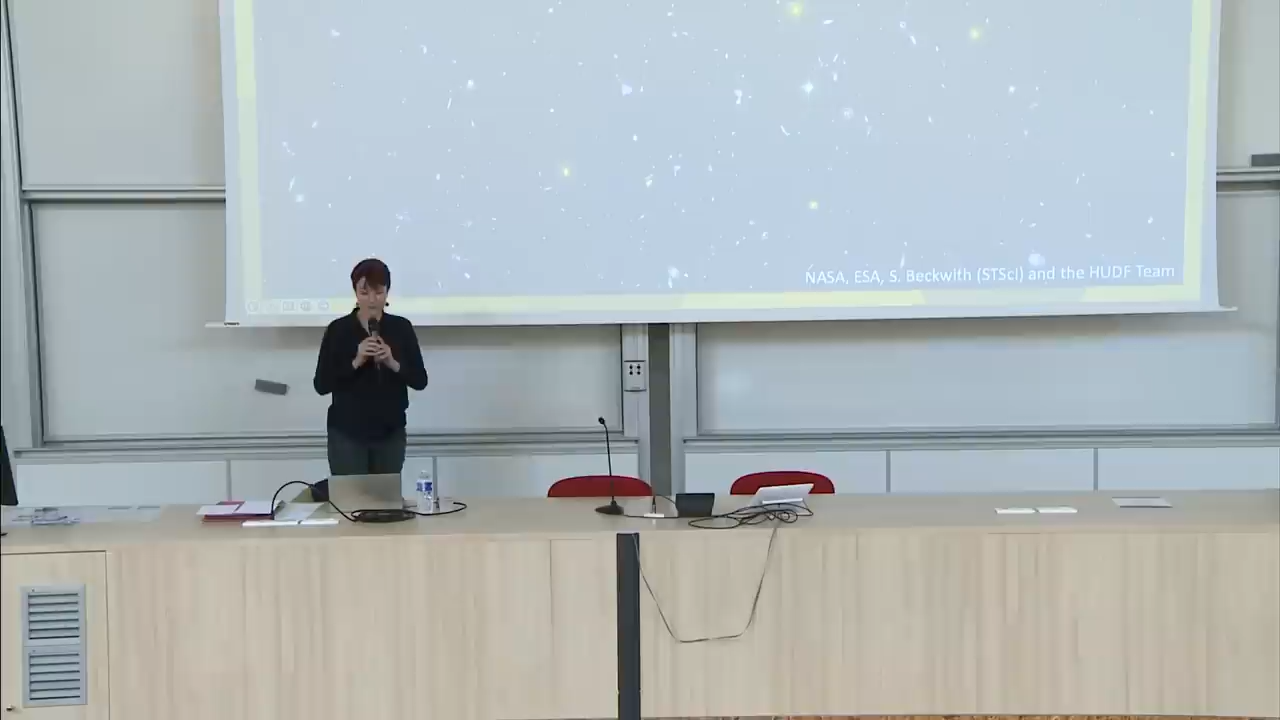 NASA, ESA, S. Beckwith (STScI) and the HUDF Team